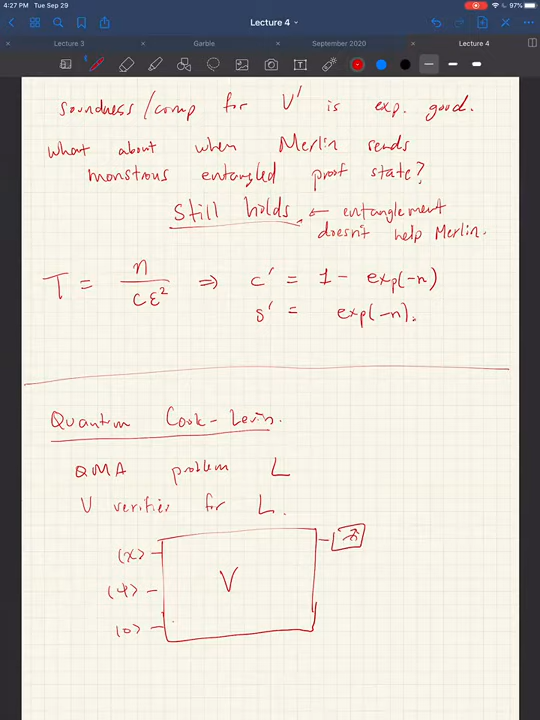 4:27 PM Tue Sep 29
97%
Lecture 4
Lecture 3
Garble
September 2020
Lecture 4
soundness/comp for V' is exp. good.
What about when Merlin sends
monstrous entangled proof state?
Still holds. ← entanglement
doesn't help Merlin.
T = n / Cε² ⇒ c' = 1 - exp(-n)
s' = exp(-n).
Quantum Cook-Levin.
QMA problem L
V verifies for L.
|x⟩
V
|ψ⟩
|0⟩